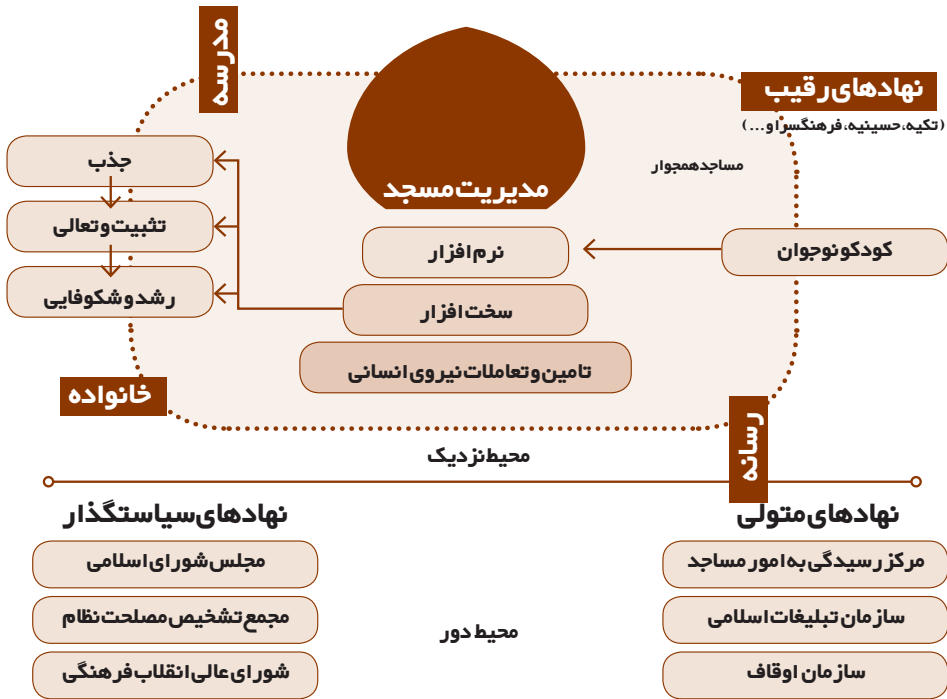 مدرسه
نهادهای رقیب
(تکیه، حسینیه، فرهنگسرا و ...)
مساجد همجوار
مدیریت مسجد
جذب
تثبیت و تعالی
رشد و شکوفایی
نرم افزار
سخت افزار
تامین و تعاملات نیروی انسانی
کودک و نوجوان
خانواده
رسانه
محیط نزدیک
نهادهای متولی
مرکز رسیدگی به امور مساجد
سازمان تبلیغات اسلامی
سازمان اوقاف
محیط دور
نهادهای سیاستگذار
مجلس شورای اسلامی
مجمع تشخیص مصلحت نظام
شورای عالی انقلاب فرهنگی